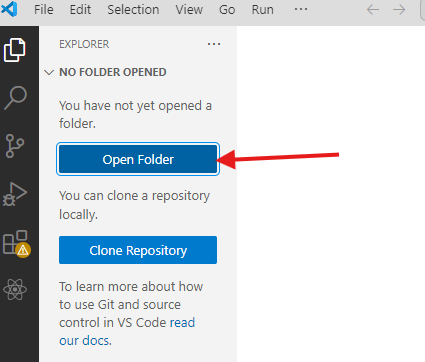 File Edit Selection View Go Run ...
EXPLORER ...
NO FOLDER OPENED
You have not yet opened a
folder.
Open Folder
You can clone a repository
locally.
Clone Repository
To learn more about how
to use Git and source
control in VS Code read
our docs.